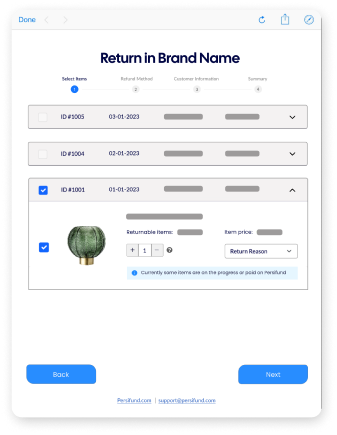 Done
Return in Brand Name
Select Items Refund Method Customer Information Summary
1 2 3 4
ID #1005 03-01-2023
ID #1004 02-01-2023
ID #1001 01-01-2023
Returnable items: Item price:
+ 1 − Return Reason
Currently some items are on the progress or paid on Persifund
Back Next
Persifund.com | support@persifund.com